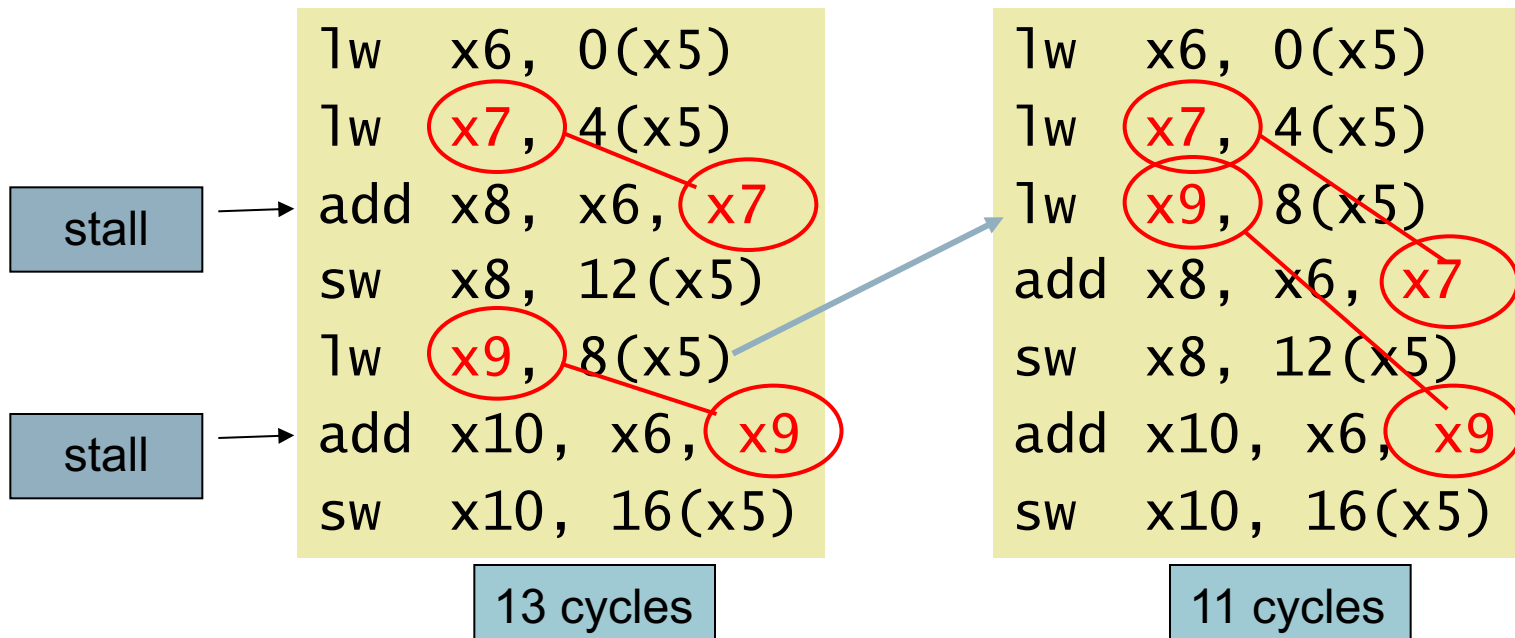 lw x6, 0(x5)
lw x7, 4(x5)
stall
add x8, x6, x7
sw x8, 12(x5)
lw x9, 8(x5)
stall
add x10, x6, x9
sw x10, 16(x5)
13 cycles
lw x6, 0(x5)
lw x7, 4(x5)
lw x9, 8(x5)
add x8, x6, x7
sw x8, 12(x5)
add x10, x6, x9
sw x10, 16(x5)
11 cycles